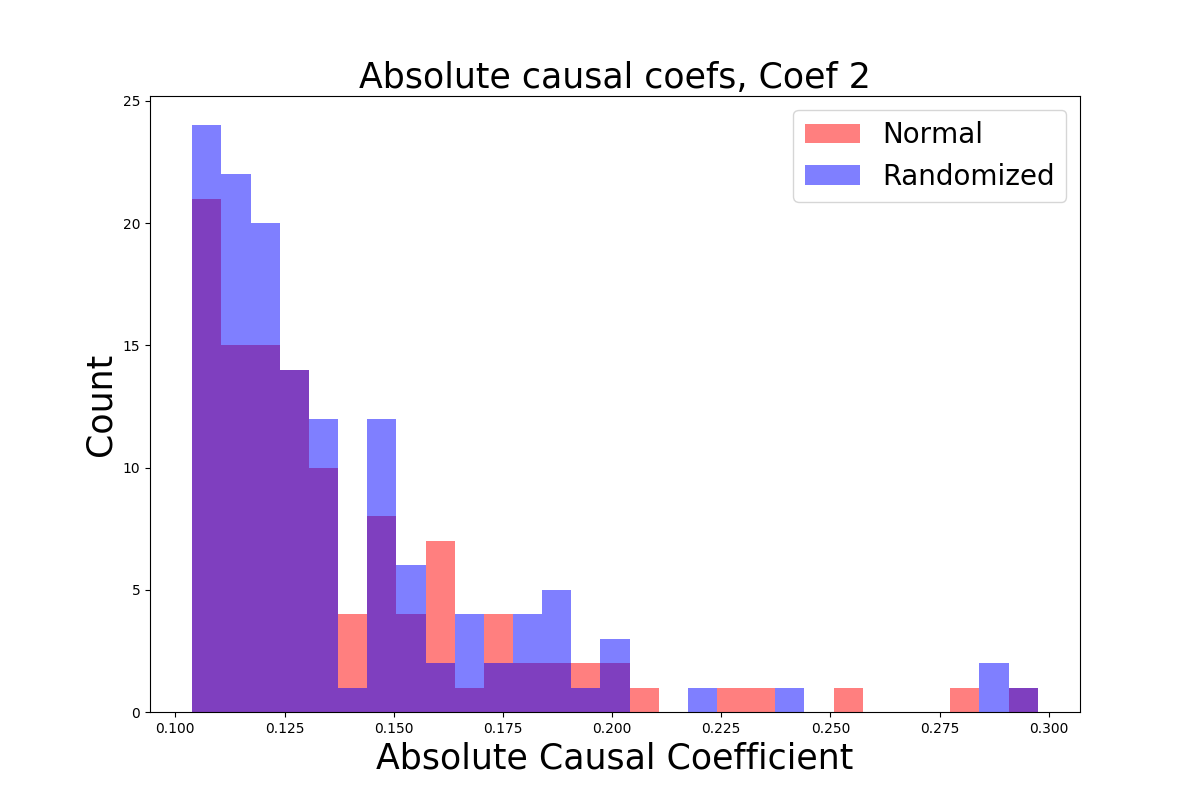 Absolute causal coefs, Coef 2
Normal
Randomized
25
20
15
10
5
0
Count
0.100 0.125 0.150 0.175 0.200 0.225 0.250 0.275 0.300
Absolute Causal Coefficient